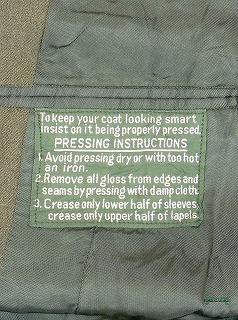 To keep your coat looking smart
insist on it being properly pressed.
PRESSING INSTRUCTIONS
1. Avoid pressing dry or with too hot
an iron.
2. Remove all gloss from edges and
seams by pressing with damp cloth.
3. Crease only lower half of sleeves,
crease only upper half of lapels.